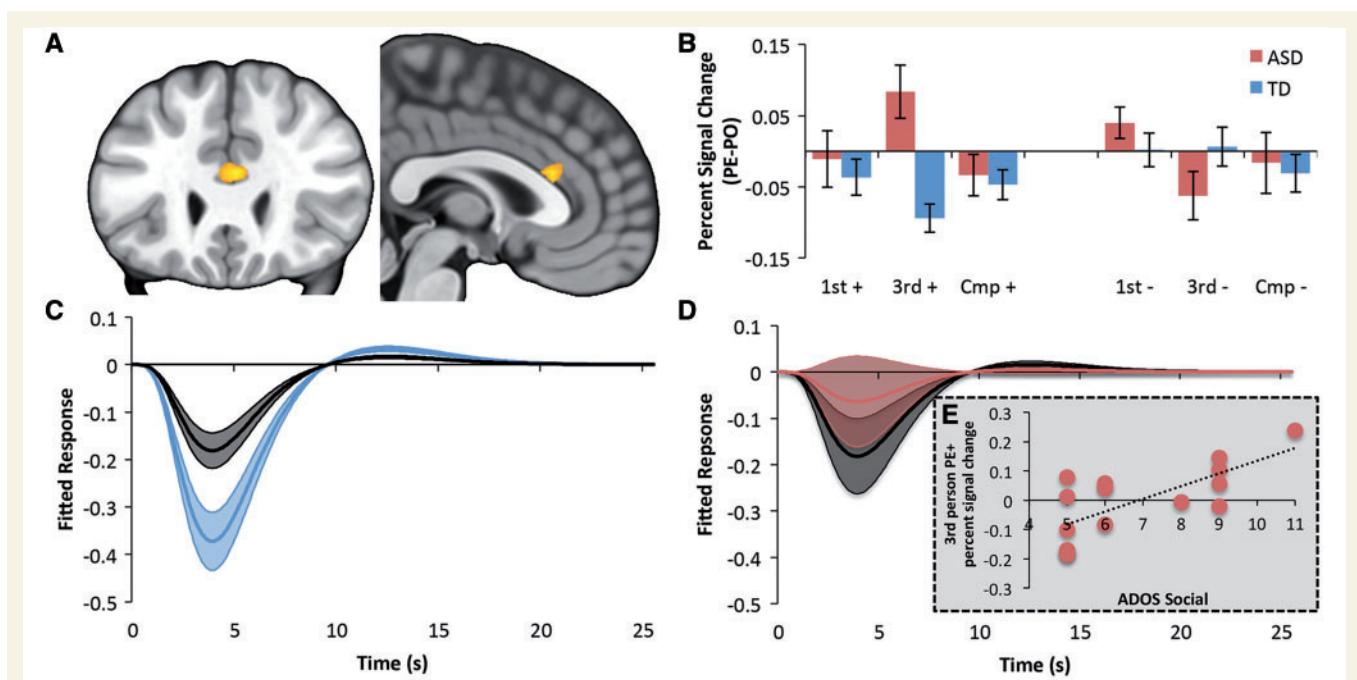 A
B
0.15
0.05
-0.05
-0.15
Percent Signal Change
(PE-PO)
ASD
TD
1st + 3rd + Cmp + 1st - 3rd - Cmp -
C
0.1
0
-0.1
-0.2
-0.3
-0.4
-0.5
Fitted Response
0 5 10 15 20 25
Time (s)
D
0.1
0
-0.1
-0.2
-0.3
-0.4
-0.5
Fitted Repsonse
0 5 10 15 20 25
Time (s)
E
0.3
0.2
0.1
0
-0.1
-0.2
-0.3
3rd person PE+
percent signal change
4 5 6 7 8 9 10 11
ADOS Social